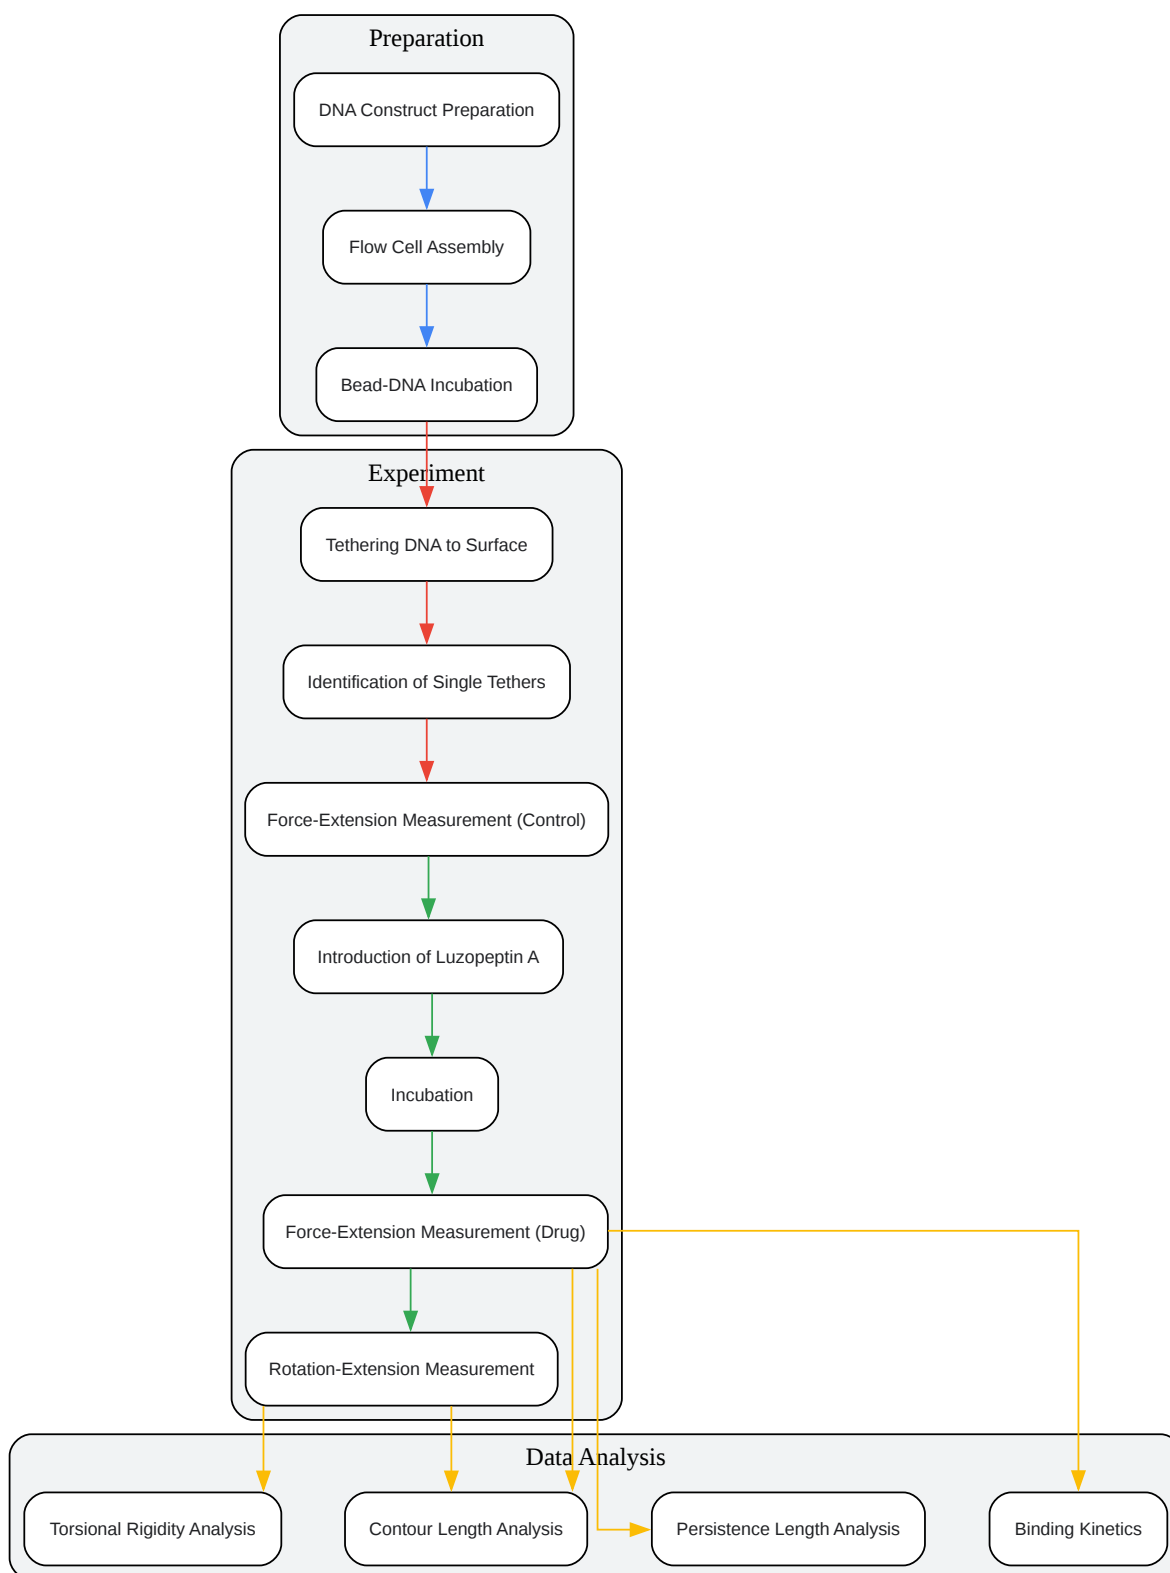 Preparation
DNA Construct Preparation
Flow Cell Assembly
Bead-DNA Incubation
Experiment
Tethering DNA to Surface
Identification of Single Tethers
Force-Extension Measurement (Control)
Introduction of Luzopeptin A
Incubation
Force-Extension Measurement (Drug)
Rotation-Extension Measurement
Data Analysis
Torsional Rigidity Analysis
Contour Length Analysis
Persistence Length Analysis
Binding Kinetics